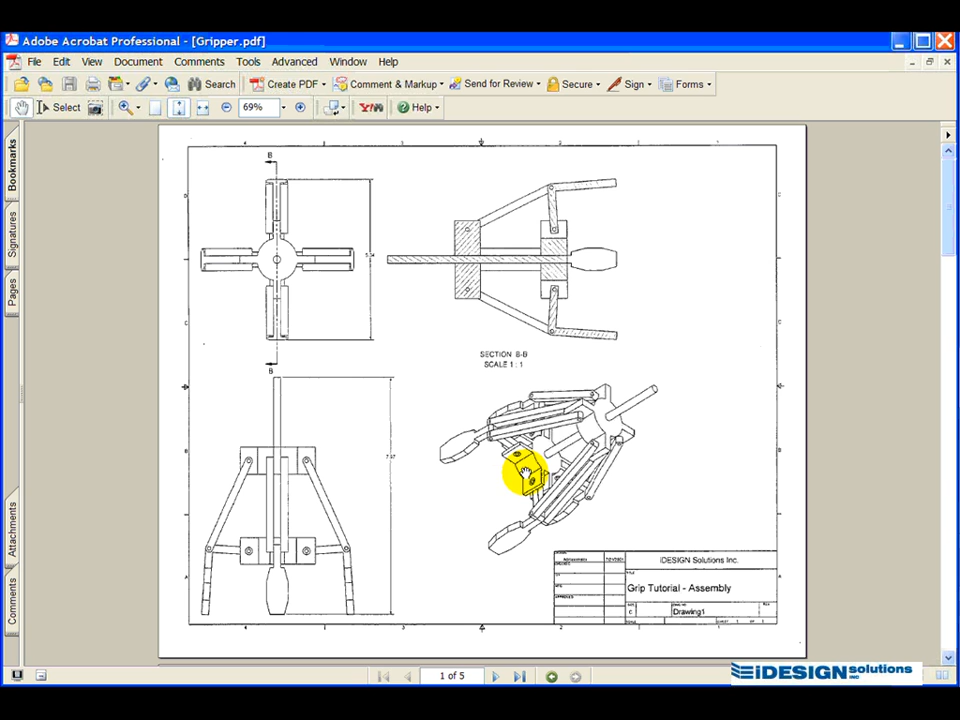 Adobe Acrobat Professional - [Gripper.pdf]
File Edit View Document Comments Tools Advanced Window Help
Search Create PDF Comment & Markup Send for Review Secure Sign Forms
Select 69% Y! Help
Bookmarks
Signatures
Pages
Attachments
Comments
B
B
SECTION B-B
SCALE 1 : 1
iDESIGN Solutions Inc.
TITLE
Grip Tutorial - Assembly
C
Drawing1
1 of 5
iDESIGN solutions
INC